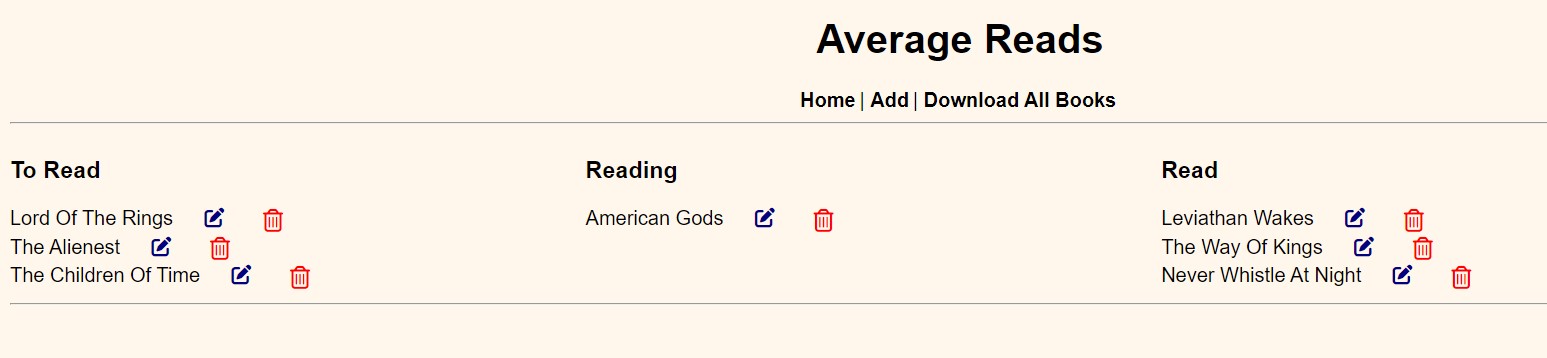 Average Reads
Home | Add | Download All Books
To Read
Lord Of The Rings
The Alienest
The Children Of Time
Reading
American Gods
Read
Leviathan Wakes
The Way Of Kings
Never Whistle At Night